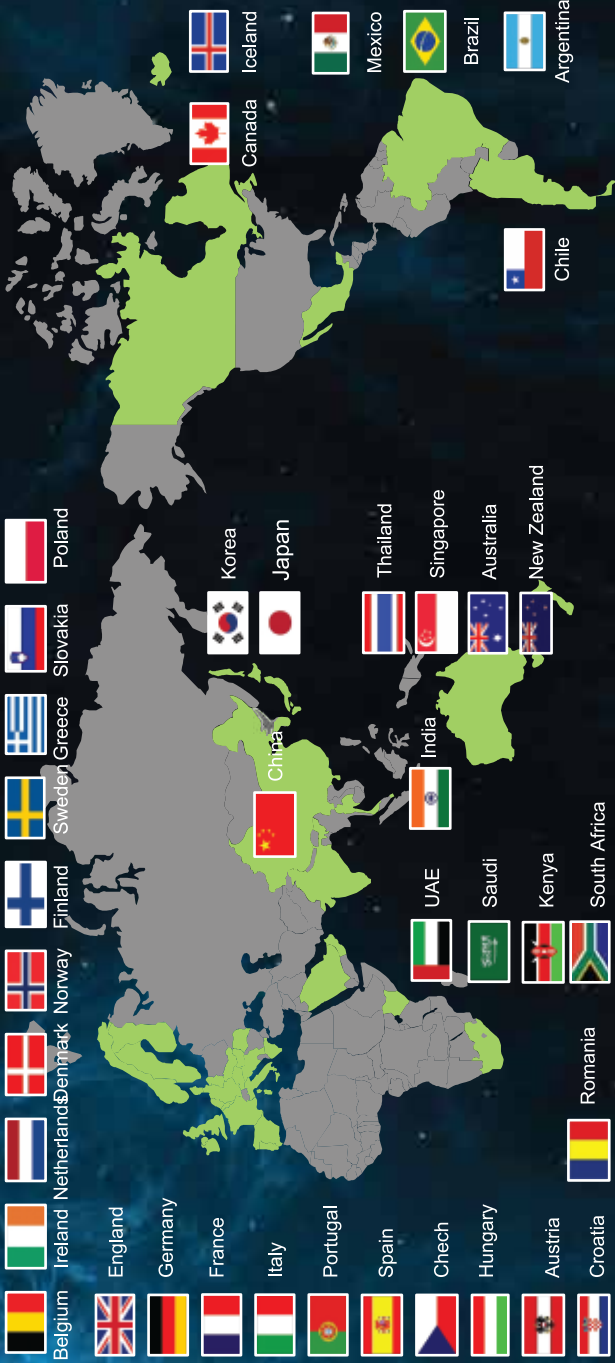 Belgium
Ireland
Netherlands
Denmark
Norway
Finland
Sweden
Greece
Slovakia
Poland
England
Germany
France
Italy
Portugal
Spain
Chech
Hungary
Austria
Croatia
Romania
UAE
Saudi
Kenya
South Africa
China
India
Korea
Japan
Thailand
Singapore
Australia
New Zealand
Iceland
Canada
Mexico
Brazil
Argentina
Chile